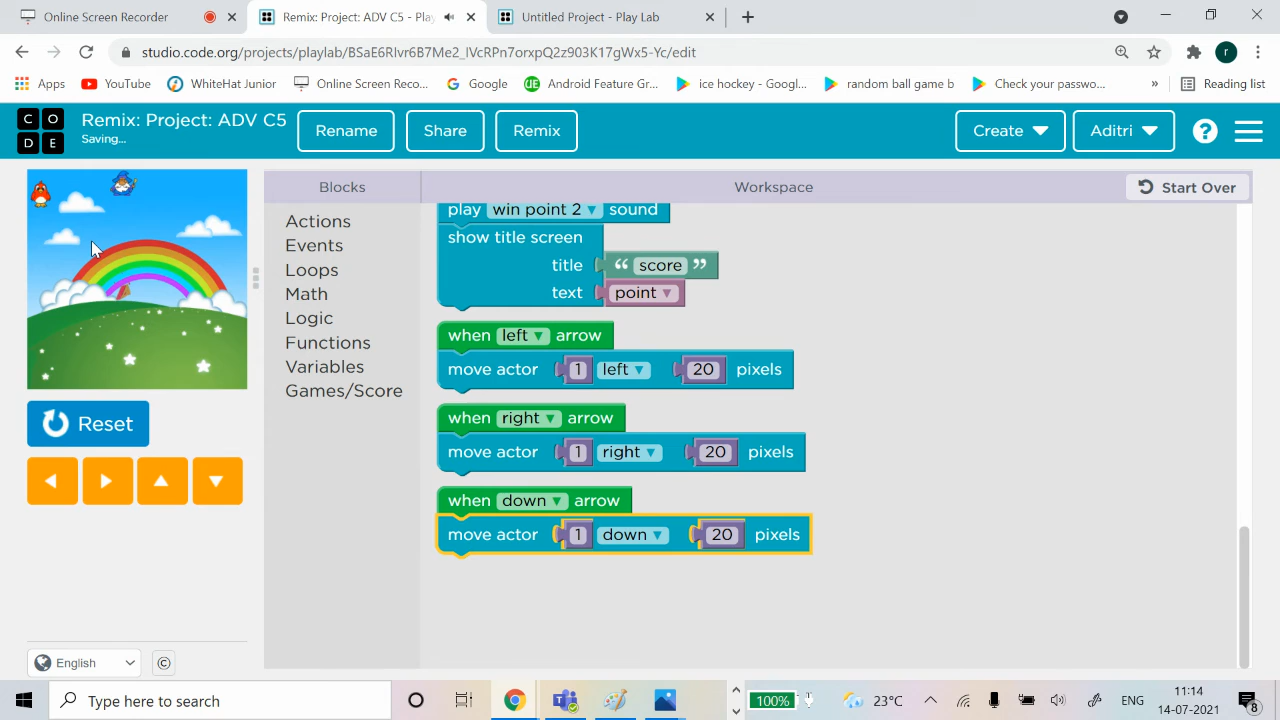 Online Screen Recorder
Remix: Project: ADV C5 - Pla
Untitled Project - Play Lab
studio.code.org/projects/playlab/BSaE6RIvr6B7Me2_IVcRPn7orxpQ2z903K17gWx5-Yc/edit
Apps
YouTube
WhiteHat Junior
Online Screen Reco...
Google
Android Feature Gr...
ice hockey - Googl...
random ball game b
Check your passwo...
»
Reading list
CODE
Remix: Project: ADV C5
Saving...
Rename
Share
Remix
Create
Aditri
?
Blocks
Workspace
Start Over
Actions
Events
Loops
Math
Logic
Functions
Variables
Games/Score
play win point 2 sound
show title screen
title “ score ”
text point
when left arrow
move actor 1 left 20 pixels
when right arrow
move actor 1 right 20 pixels
when down arrow
move actor 1 down 20 pixels
Reset
English
©
Type here to search
100%
23°C
ENG
11:14
14-07-2021
8